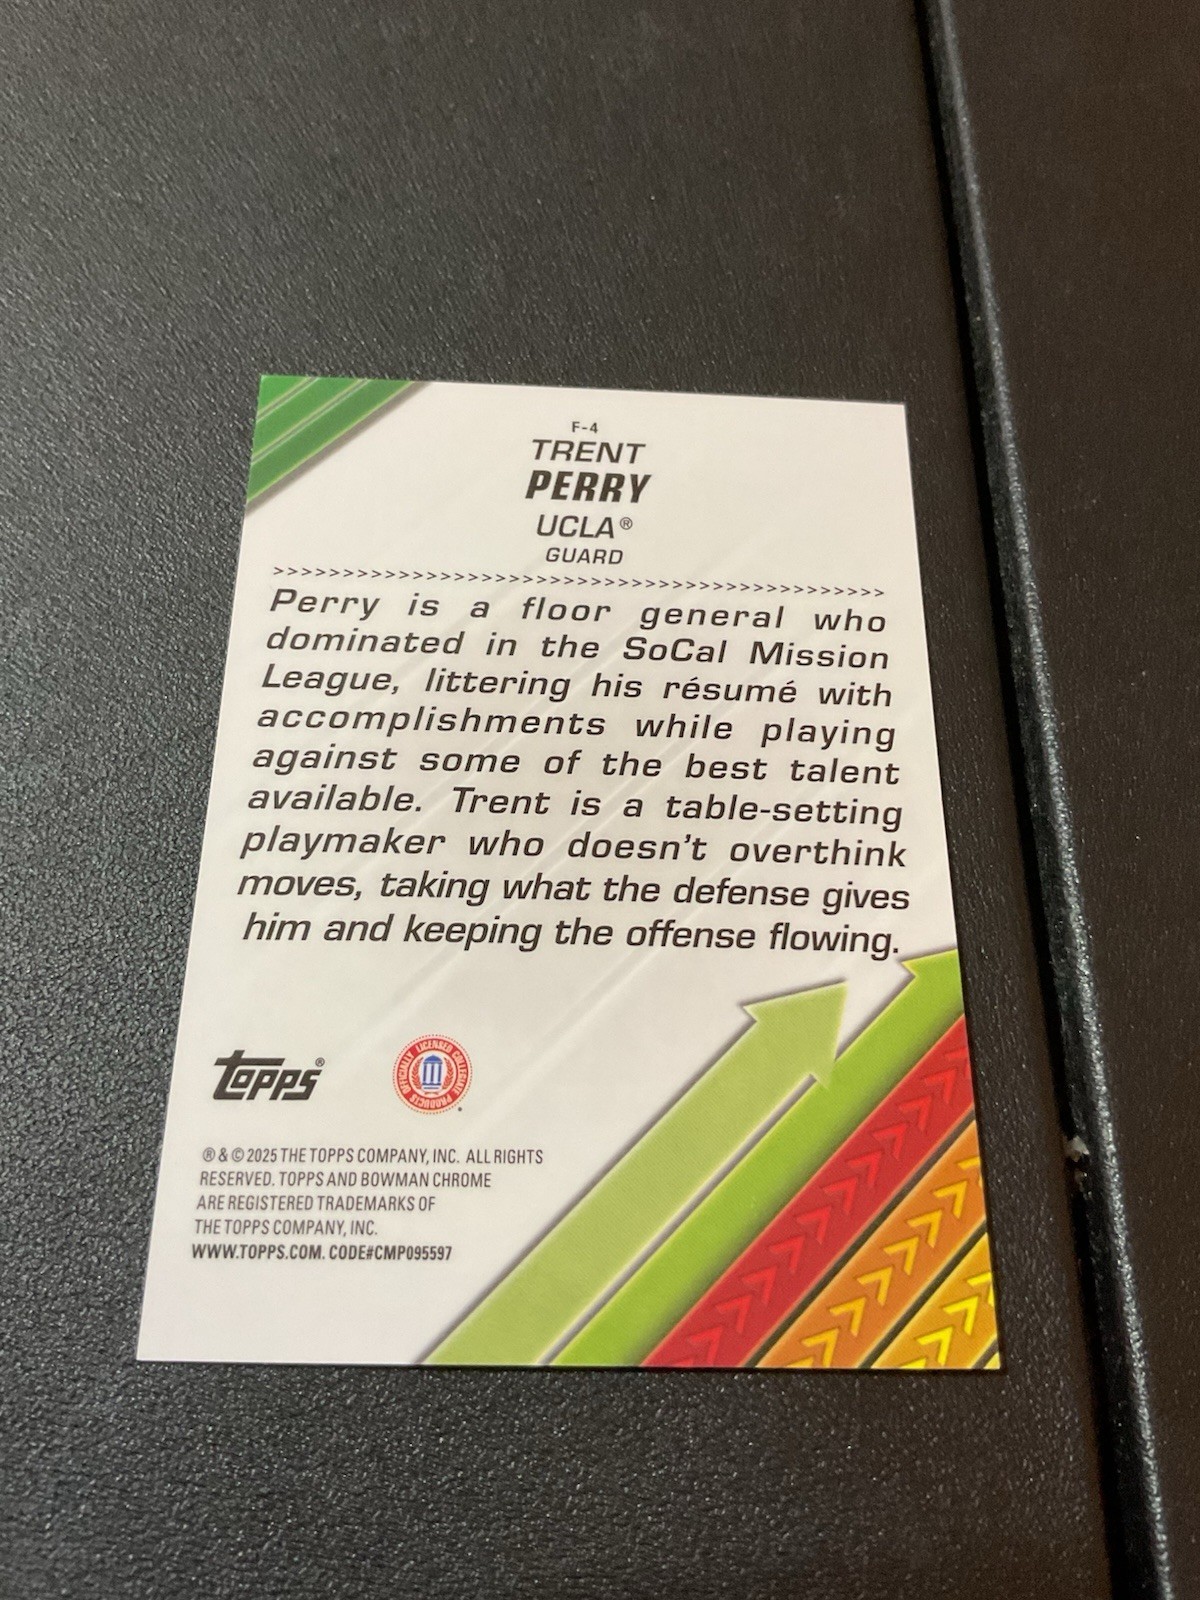 F-4
TRENT
PERRY
UCLA®
GUARD
>>>>>>>>>>>>>>>>>>>>>>>>>>>>>>>>>>>>>>>>>>>>
Perry is a floor general who
dominated in the SoCal Mission
League, littering his résumé with
accomplishments while playing
against some of the best talent
available. Trent is a table-setting
playmaker who doesn't overthink
moves, taking what the defense gives
him and keeping the offense flowing.
topps®
OFFICIALLY LICENSED COLLEGIATE PRODUCTS
® & © 2025 THE TOPPS COMPANY, INC. ALL RIGHTS
RESERVED. TOPPS AND BOWMAN CHROME
ARE REGISTERED TRADEMARKS OF
THE TOPPS COMPANY, INC.
WWW.TOPPS.COM. CODE#CMP095597